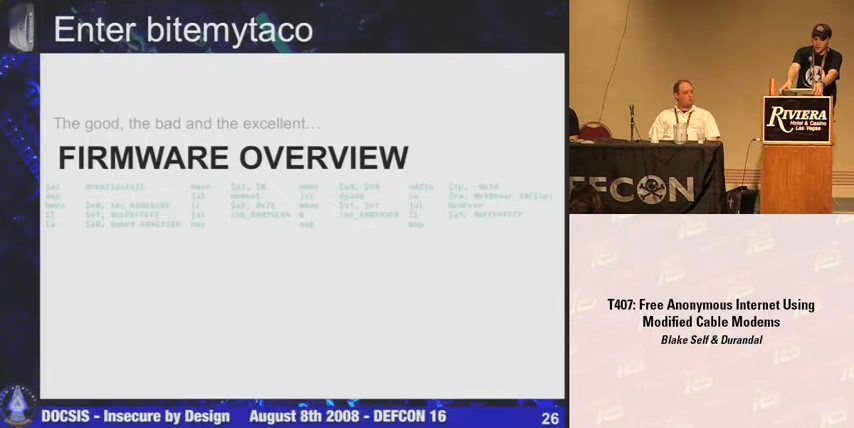 Enter bitemytaco
The good, the bad and the excellent...
FIRMWARE OVERVIEW
DOCSIS - Insecure by Design August 8th 2008 - DEFCON 16 26
RIVIERA
Hotel & Casino
Las Vegas
DEFCON
T407: Free Anonymous Internet Using
Modified Cable Modems
Blake Self & Durandal